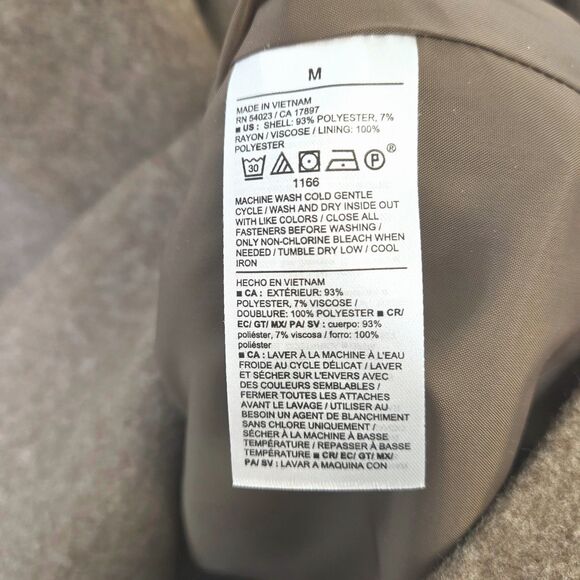 M
MADE IN VIETNAM
RN 54023 / CA 17897
■ US : SHELL: 93% POLYESTER, 7%
RAYON / VISCOSE / LINING: 100%
POLYESTER
30 P ®
1166
MACHINE WASH COLD GENTLE
CYCLE / WASH AND DRY INSIDE OUT
WITH LIKE COLORS / CLOSE ALL
FASTENERS BEFORE WASHING /
ONLY NON-CHLORINE BLEACH WHEN
NEEDED / TUMBLE DRY LOW / COOL
IRON
HECHO EN VIETNAM
■ CA : EXTÉRIEUR: 93%
POLYESTER, 7% VISCOSE /
DOUBLURE: 100% POLYESTER ■ CR/
EC/ GT/ MX/ PA/ SV : cuerpo: 93%
poliéster, 7% viscosa / forro: 100%
poliéster
■ CA : LAVER À LA MACHINE À L'EAU
FROIDE AU CYCLE DÉLICAT / LAVER
ET SÉCHER SUR L'ENVERS AVEC
DES COULEURS SEMBLABLES /
FERMER TOUTES LES ATTACHES
AVANT LE LAVAGE / UTILISER AU
BESOIN UN AGENT DE BLANCHIMENT
SANS CHLORE UNIQUEMENT /
SÉCHER À LA MACHINE À BASSE
TEMPÉRATURE / REPASSER À BASSE
TEMPÉRATURE ■ CR/ EC/ GT/ MX/
PA/ SV : LAVAR A MAQUINA CON